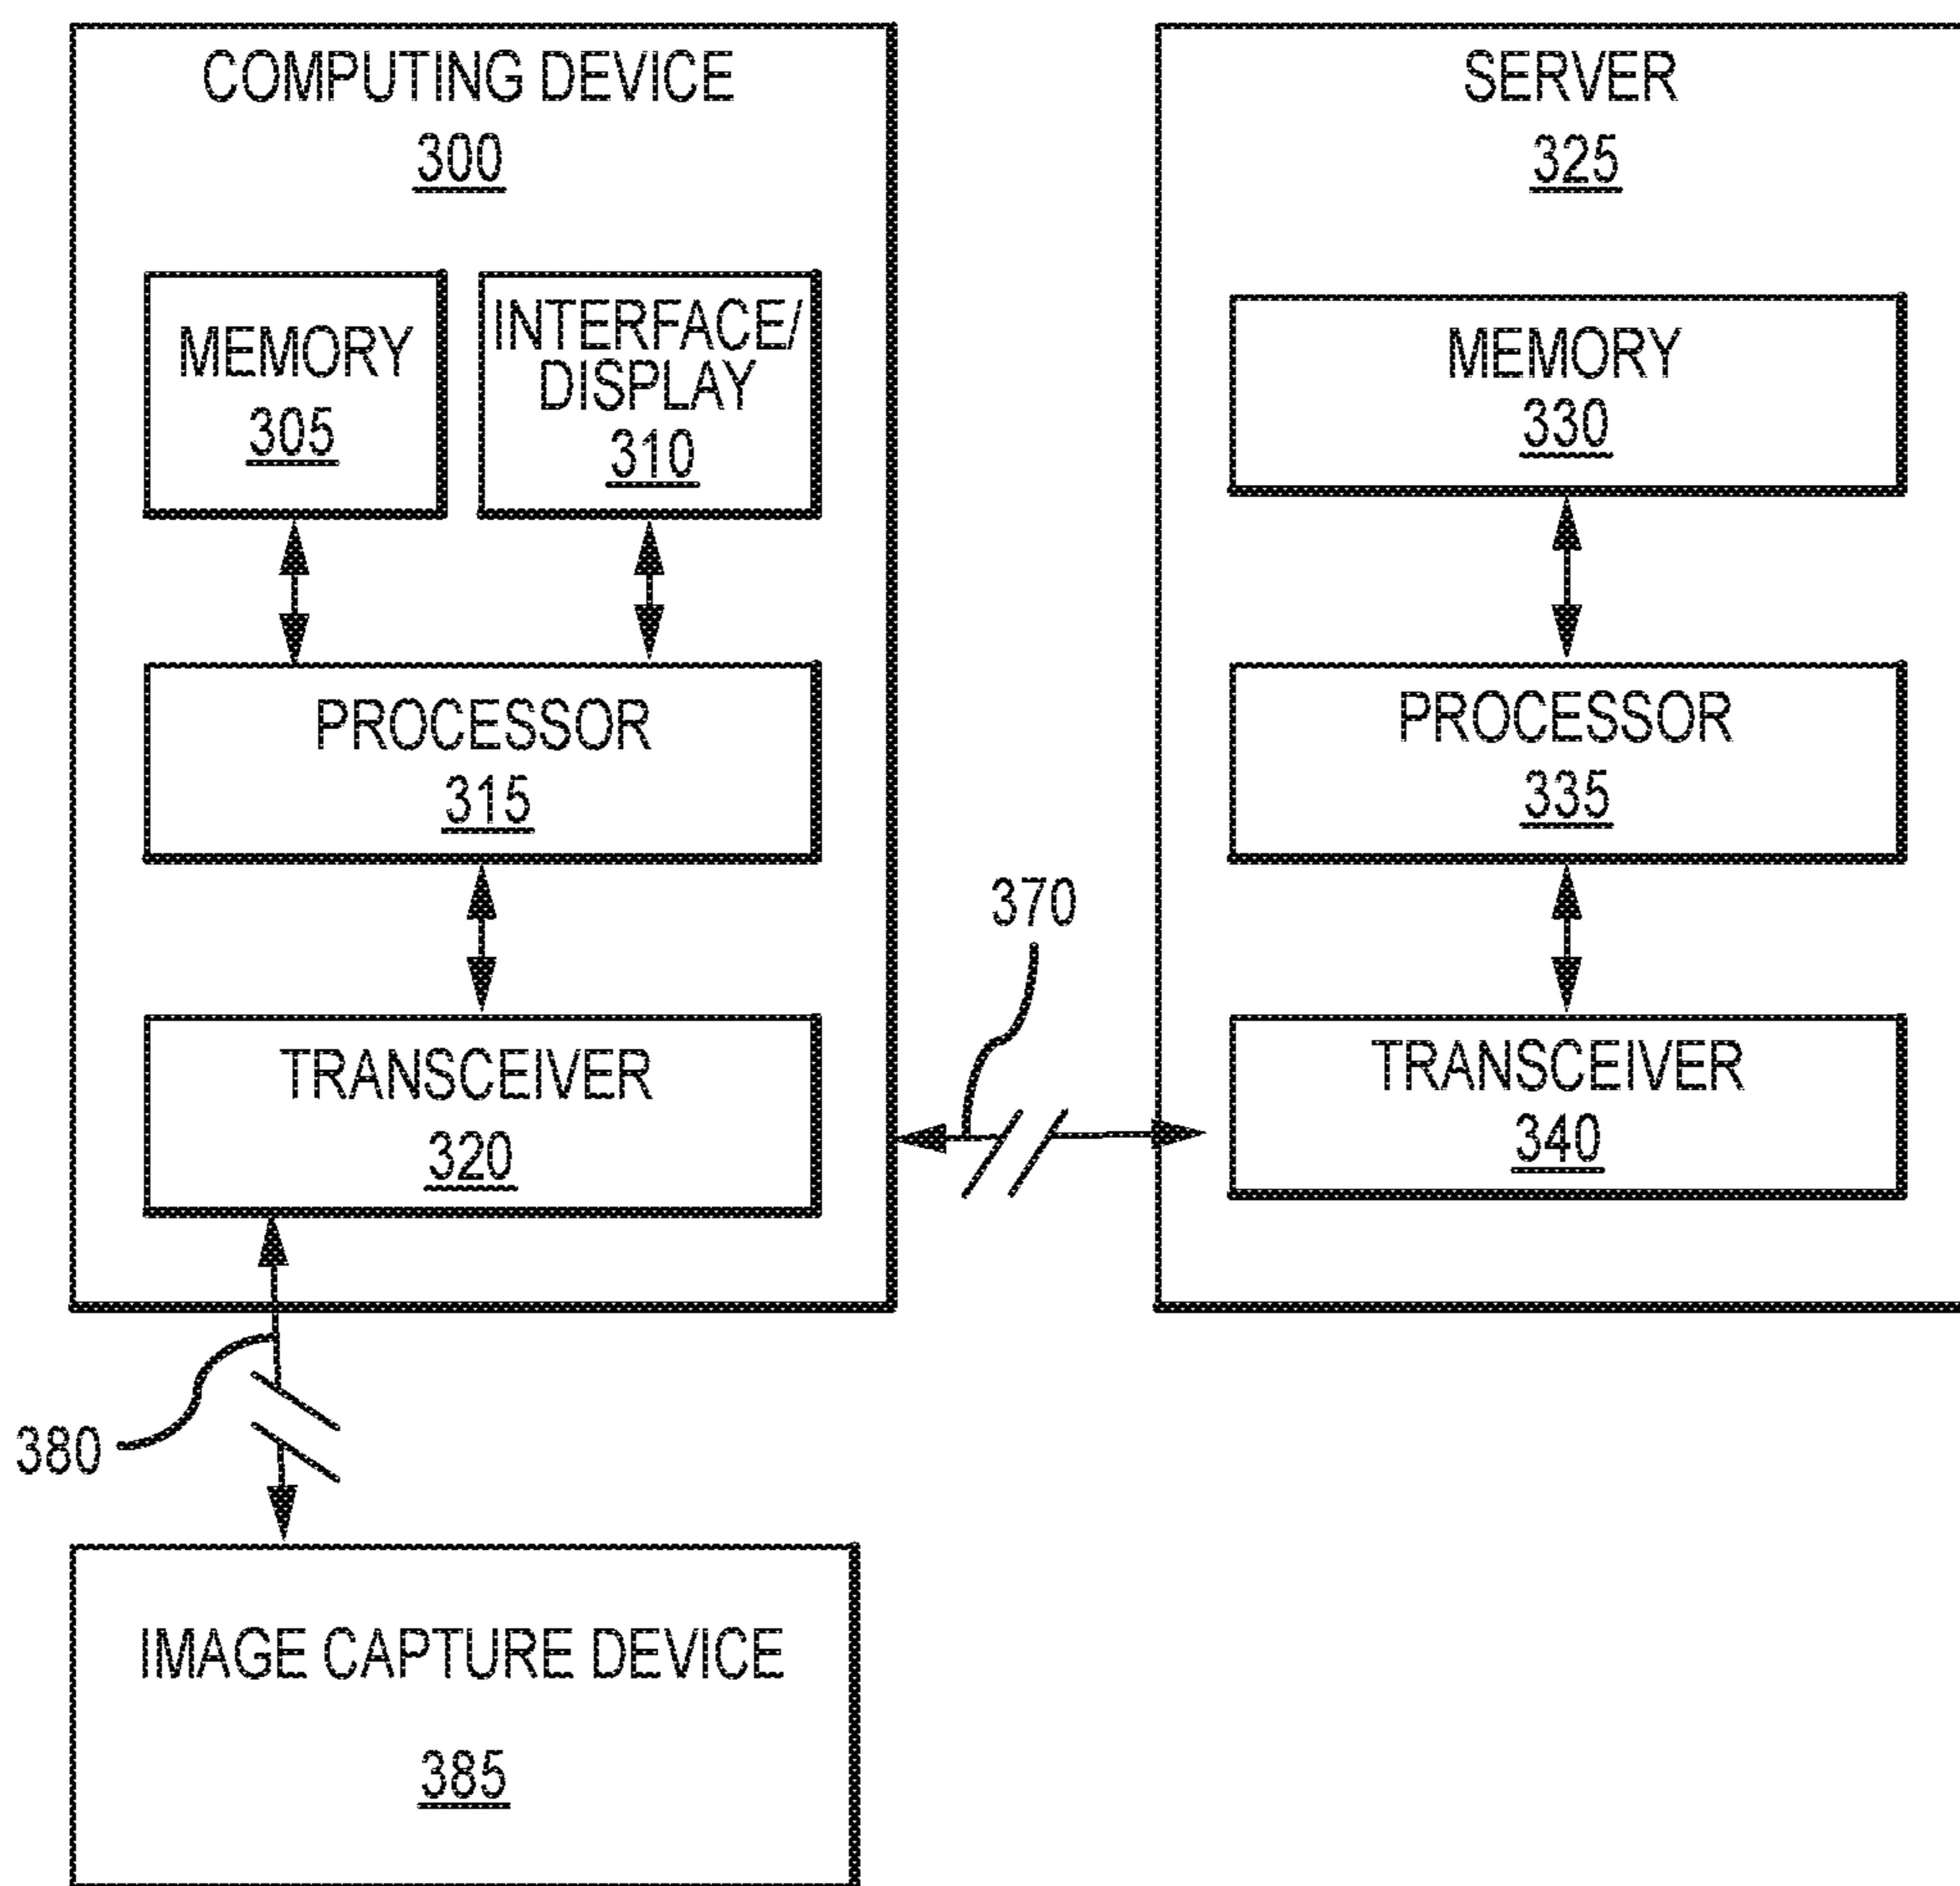 COMPUTING DEVICE
300
MEMORY
305
INTERFACE/
DISPLAY
310
PROCESSOR
315
TRANSCEIVER
320
370
SERVER
325
MEMORY
330
PROCESSOR
335
TRANSCEIVER
340
380
IMAGE CAPTURE DEVICE
385